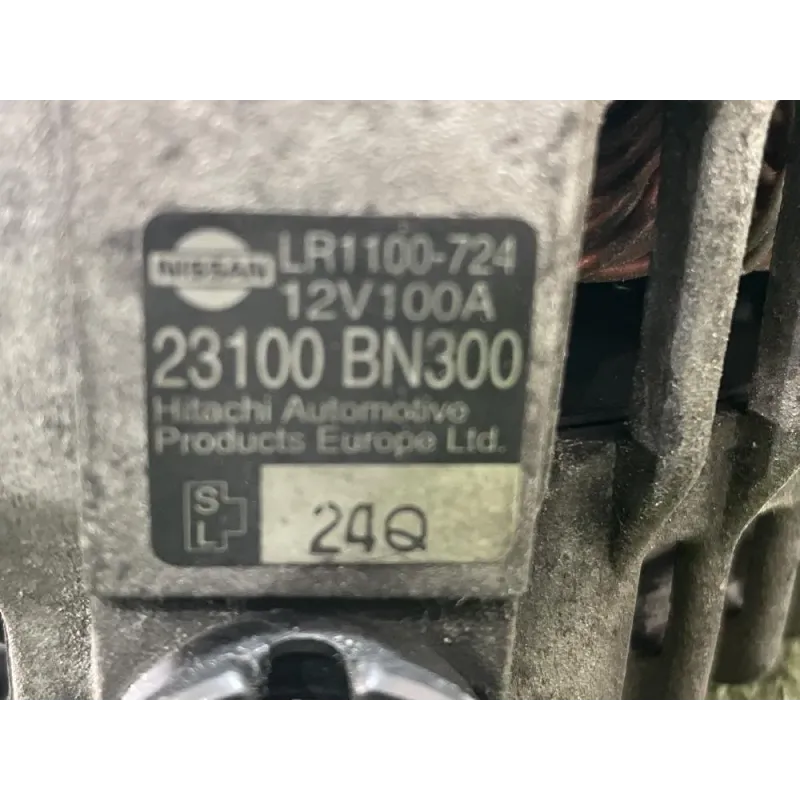 NISSAN
LR1100-724
12V100A
23100 BN300
Hitachi Automotive
Products Europe Ltd.
S
L
24Q